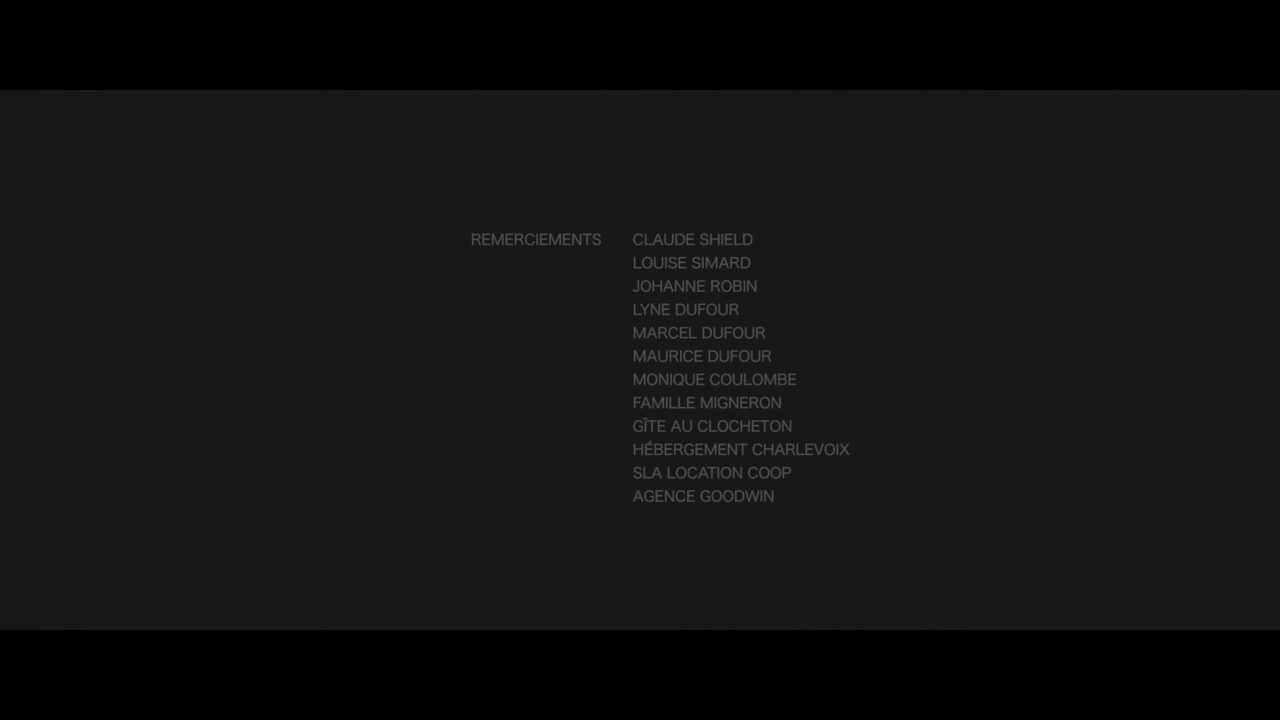 REMERCIEMENTS CLAUDE SHIELD
LOUISE SIMARD
JOHANNE ROBIN
LYNE DUFOUR
MARCEL DUFOUR
MAURICE DUFOUR
MONIQUE COULOMBE
FAMILLE MIGNERON
GÎTE AU CLOCHETON
HÉBERGEMENT CHARLEVOIX
SLA LOCATION COOP
AGENCE GOODWIN